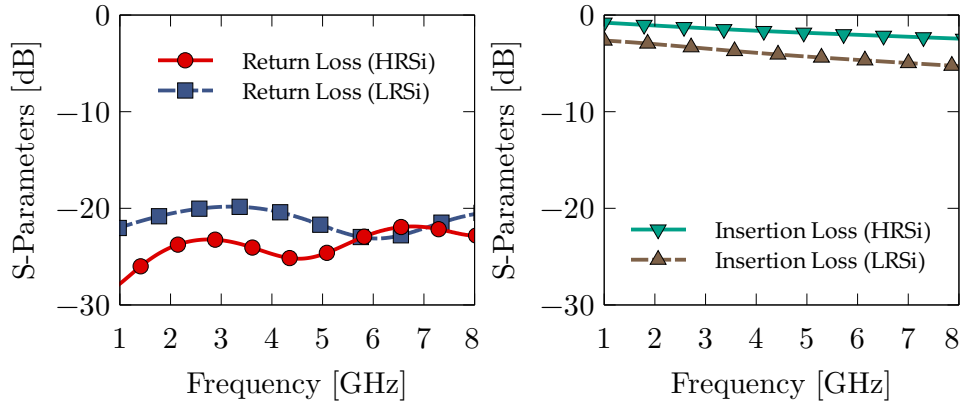 0
−10
−20
−30
S-Parameters [dB]
Return Loss (HRSi)
Return Loss (LRSi)
1 2 3 4 5 6 7 8
Frequency [GHz]
0
−10
−20
−30
S-Parameters [dB]
Insertion Loss (HRSi)
Insertion Loss (LRSi)
1 2 3 4 5 6 7 8
Frequency [GHz]